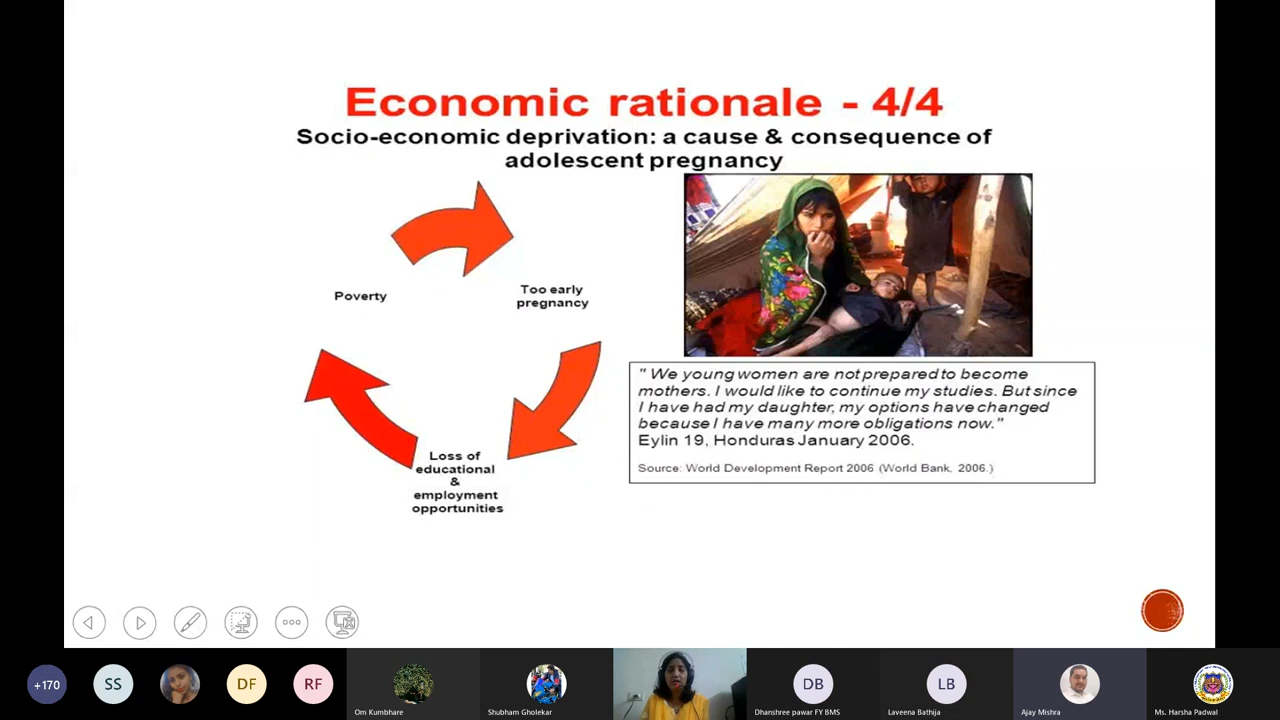 Economic rationale - 4/4
Socio-economic deprivation: a cause & consequence of
adolescent pregnancy
Poverty
Too early
pregnancy
Loss of
educational
&
employment
opportunities
" We young women are not prepared to become
mothers. I would like to continue my studies. But since
I have had my daughter, my options have changed
because I have many more obligations now."
Eylin 19, Honduras January 2006.
Source: World Development Report 2006 (World Bank, 2006.)
+170
SS
DF
RF
Om Kumbhare
Shubham Gholekar
DB
Dhanshree pawar FY BMS
LB
Laveena Bathija
Ajay Mishra
Ms. Harsha Padwal